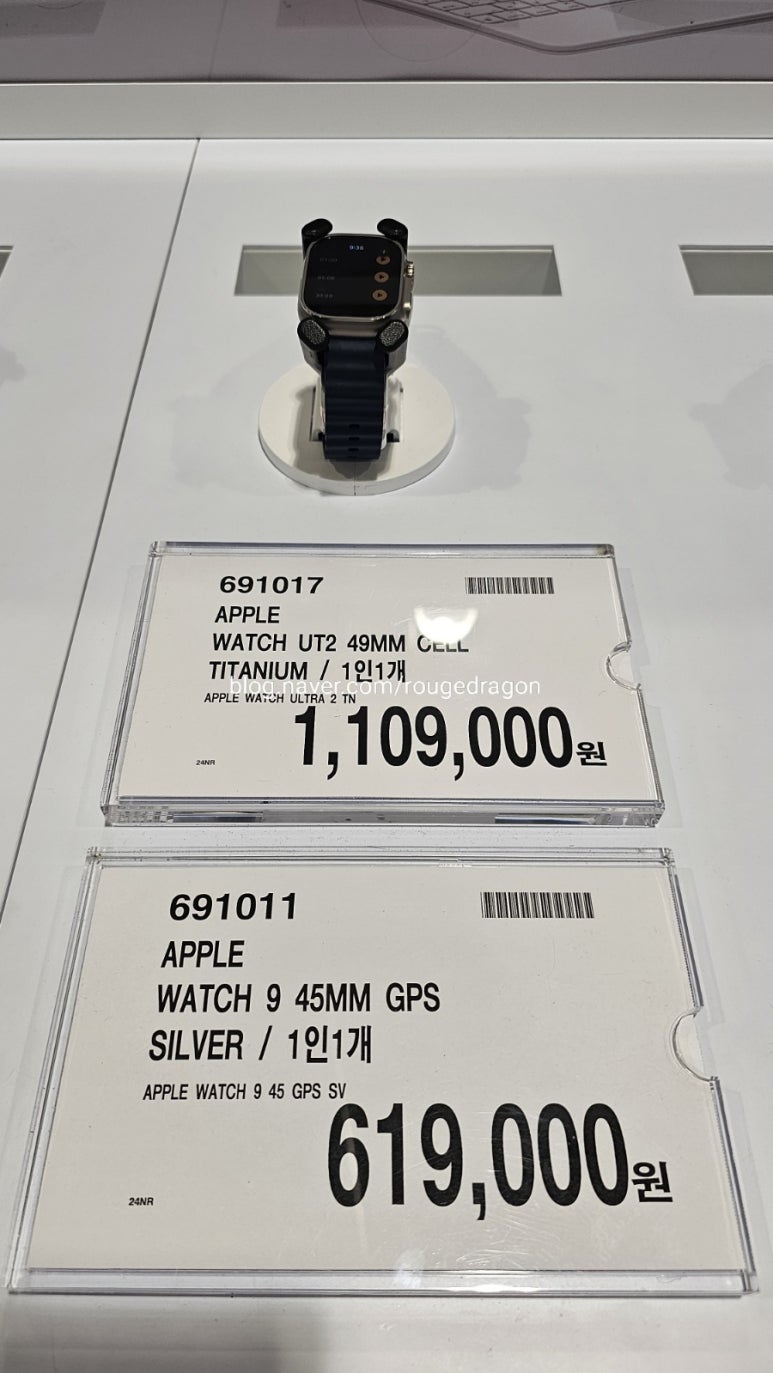 9:36
691017
APPLE
WATCH UT2 49MM CELL
TITANIUM / 1인1개
blog.naver.com/rougedragon
APPLE WATCH ULTRA 2 TN
1,109,000원
24NR
691011
APPLE
WATCH 9 45MM GPS
SILVER / 1인1개
APPLE WATCH 9 45 GPS SV
619,000원
24NR